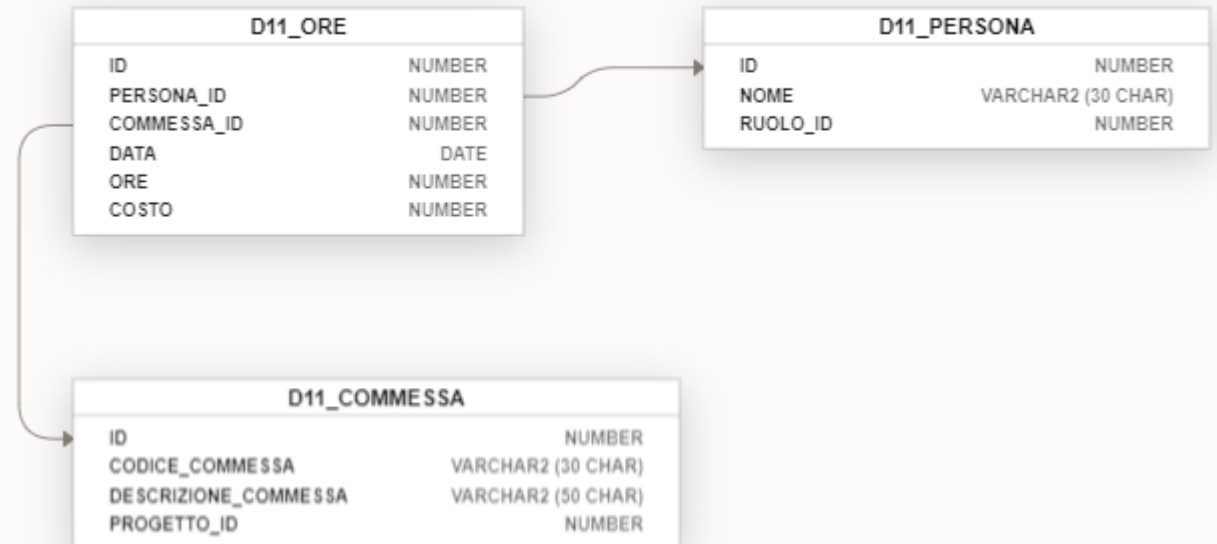 D11_ORE
ID NUMBER
PERSONA_ID NUMBER
COMMESSA_ID NUMBER
DATA DATE
ORE NUMBER
COSTO NUMBER
D11_PERSONA
ID NUMBER
NOME VARCHAR2 (30 CHAR)
RUOLO_ID NUMBER
D11_COMMESSA
ID NUMBER
CODICE_COMMESSA VARCHAR2 (30 CHAR)
DESCRIZIONE_COMMESSA VARCHAR2 (50 CHAR)
PROGETTO_ID NUMBER